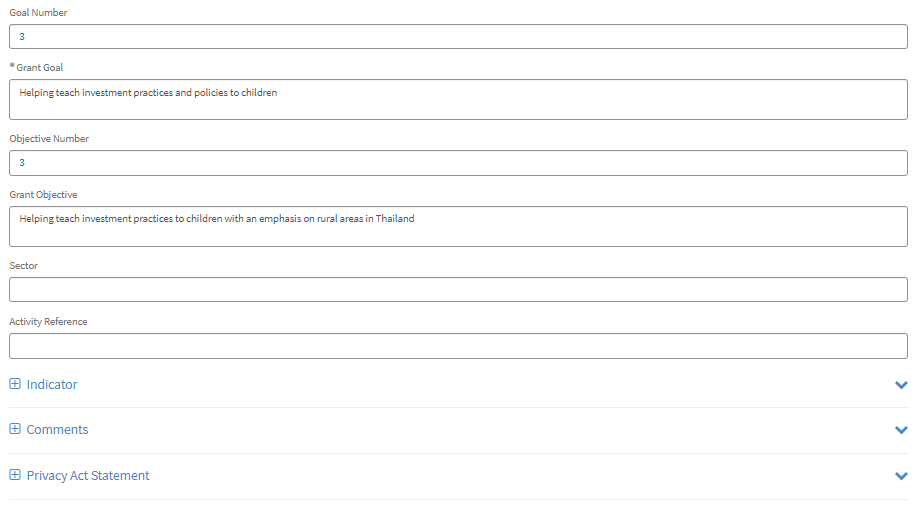 Goal Number
3
* Grant Goal
Helping teach investment practices and policies to children
Objective Number
3
Grant Objective
Helping teach investment practices to children with an emphasis on rural areas in Thailand
Sector
Activity Reference
Indicator
Comments
Privacy Act Statement